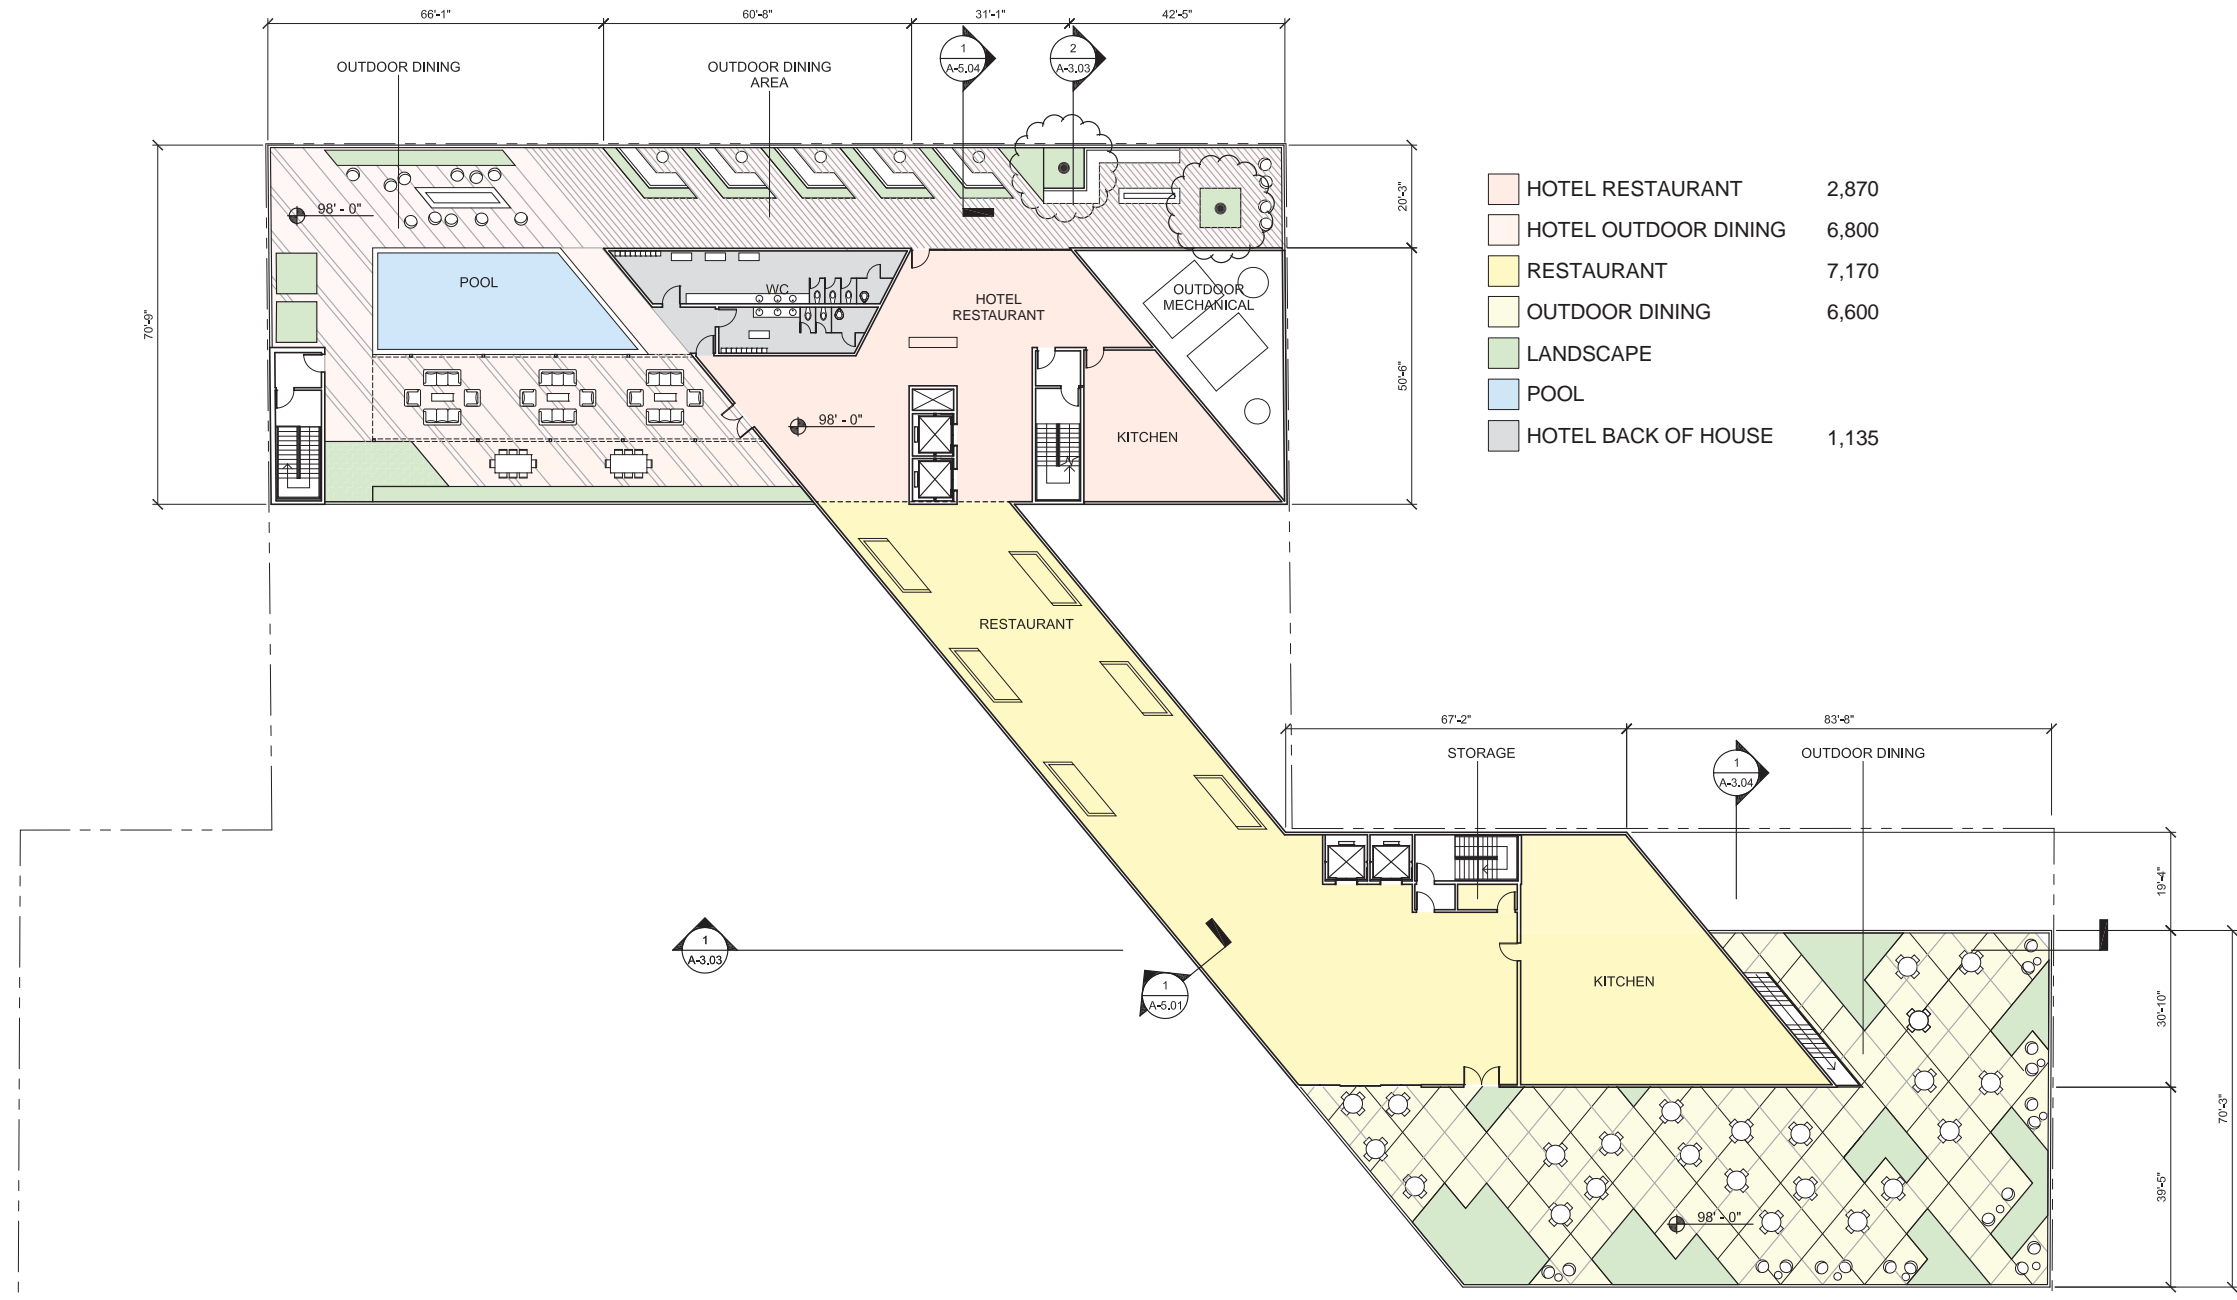 66'-1"
60'-8"
31'-1"
42'-5"
1
A-5.04
2
A-3.03
OUTDOOR DINING
OUTDOOR DINING
AREA
HOTEL RESTAURANT 2,870
HOTEL OUTDOOR DINING 6,800
RESTAURANT 7,170
OUTDOOR DINING 6,600
LANDSCAPE
POOL
HOTEL BACK OF HOUSE 1,135
20'-3"
98' - 0"
70'-9"
POOL
WC
HOTEL
RESTAURANT
OUTDOOR
MECHANICAL
50'-6"
98' - 0"
KITCHEN
RESTAURANT
67'-2"
83'-8"
STORAGE
1
A-3.04
OUTDOOR DINING
19'-4"
1
A-3.03
1
A-5.01
KITCHEN
30'-10"
70'-3"
39'-5"
98' - 0"